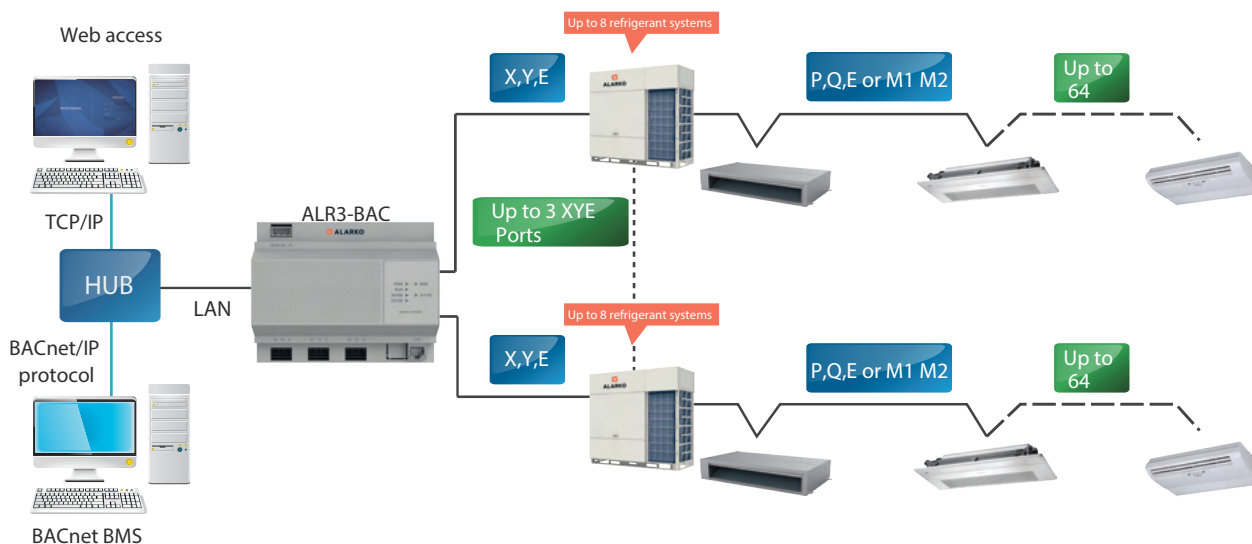 Web access
TCP/IP
HUB
BACnet/IP
protocol
BACnet BMS
LAN
ALR3-BAC
ALARKO
X,Y,E
Up to 8 refrigerant systems
ALARKO
P,Q,E or M1 M2
Up to
64
Up to 3 XYE
Ports
X,Y,E
Up to 8 refrigerant systems
ALARKO
P,Q,E or M1 M2
Up to
64